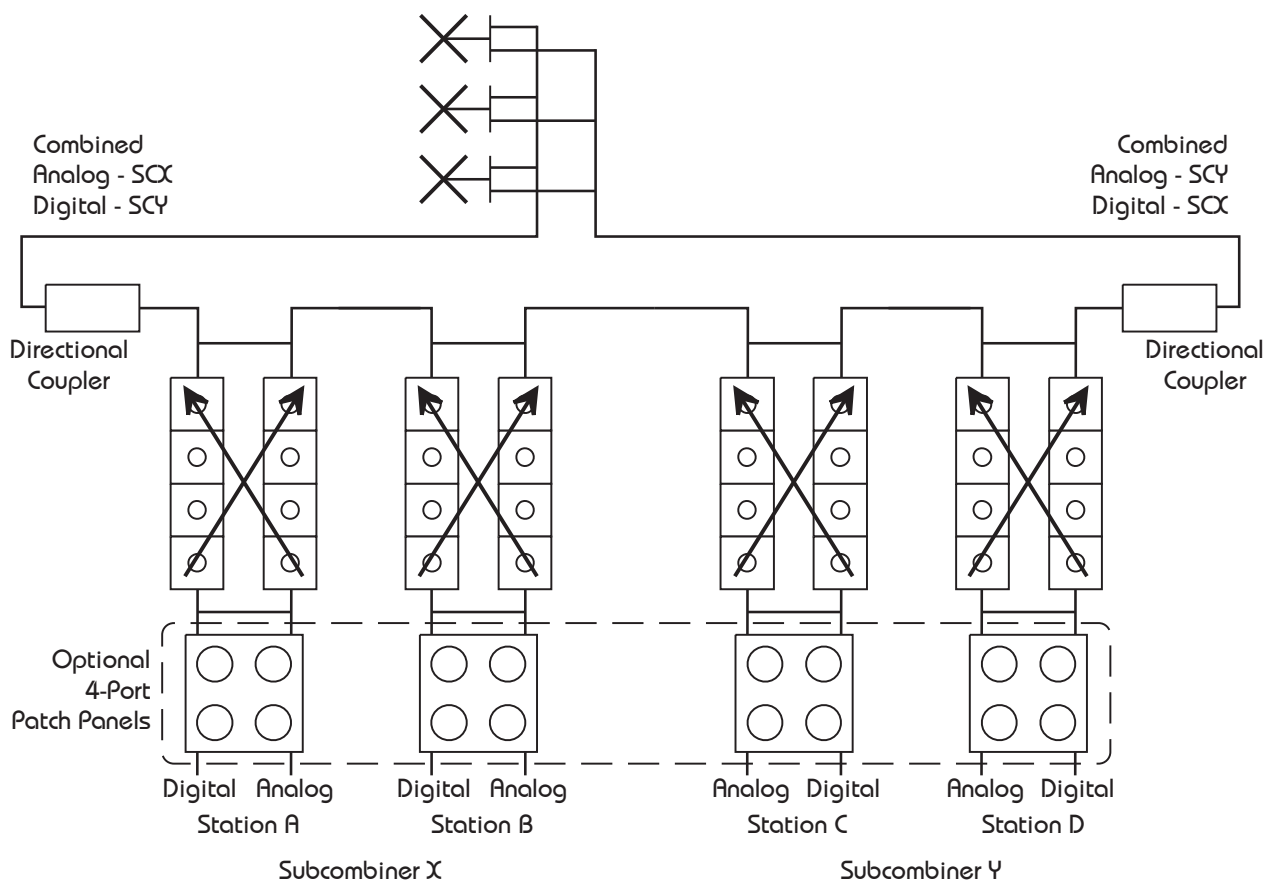 Combined
Analog - SCX
Digital - SCY
Combined
Analog - SCY
Digital - SCX
Directional
Coupler
Directional
Coupler
Optional
4-Port
Patch Panels
Digital Analog Digital Analog Analog Digital Analog Digital
Station A Station B Station C Station D
Subcombiner X Subcombiner Y